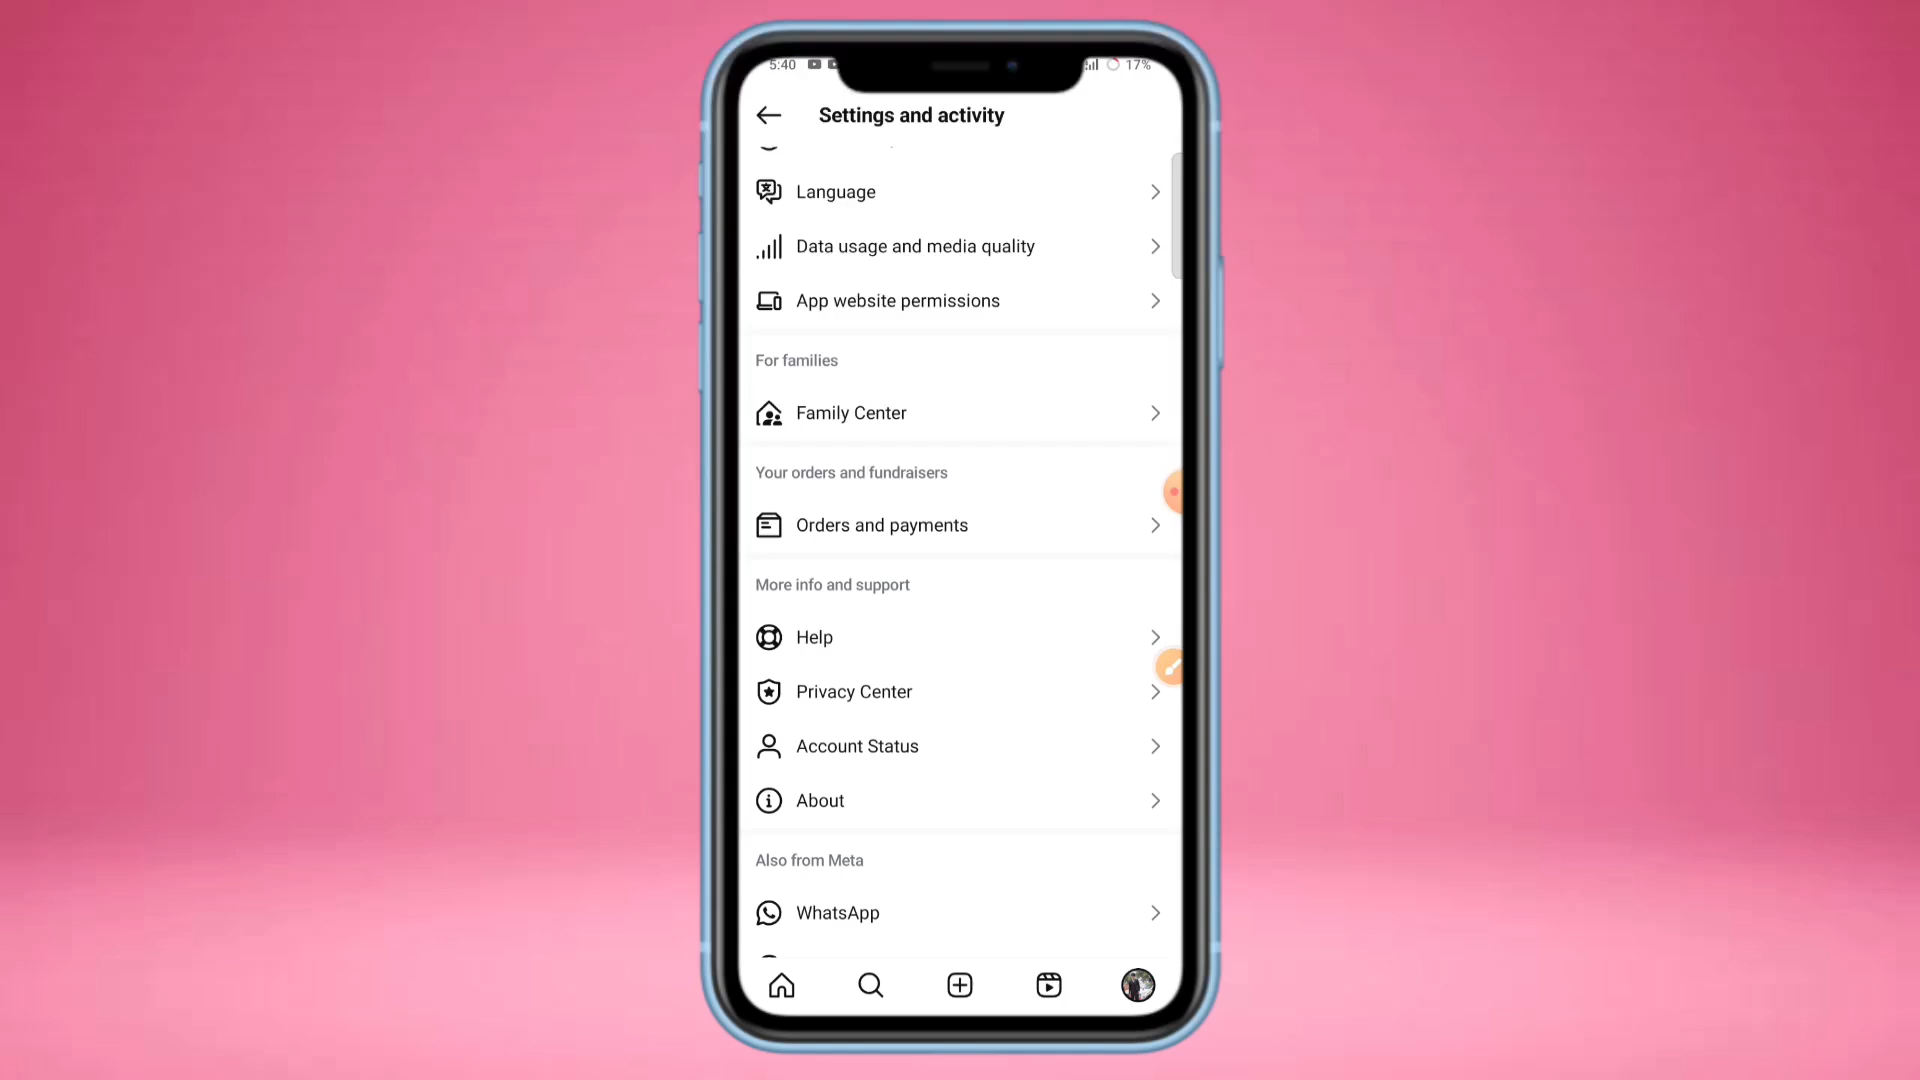 5:40
17%
Settings and activity
Language
Data usage and media quality
App website permissions
For families
Family Center
Your orders and fundraisers
Orders and payments
More info and support
Help
Privacy Center
Account Status
About
Also from Meta
WhatsApp